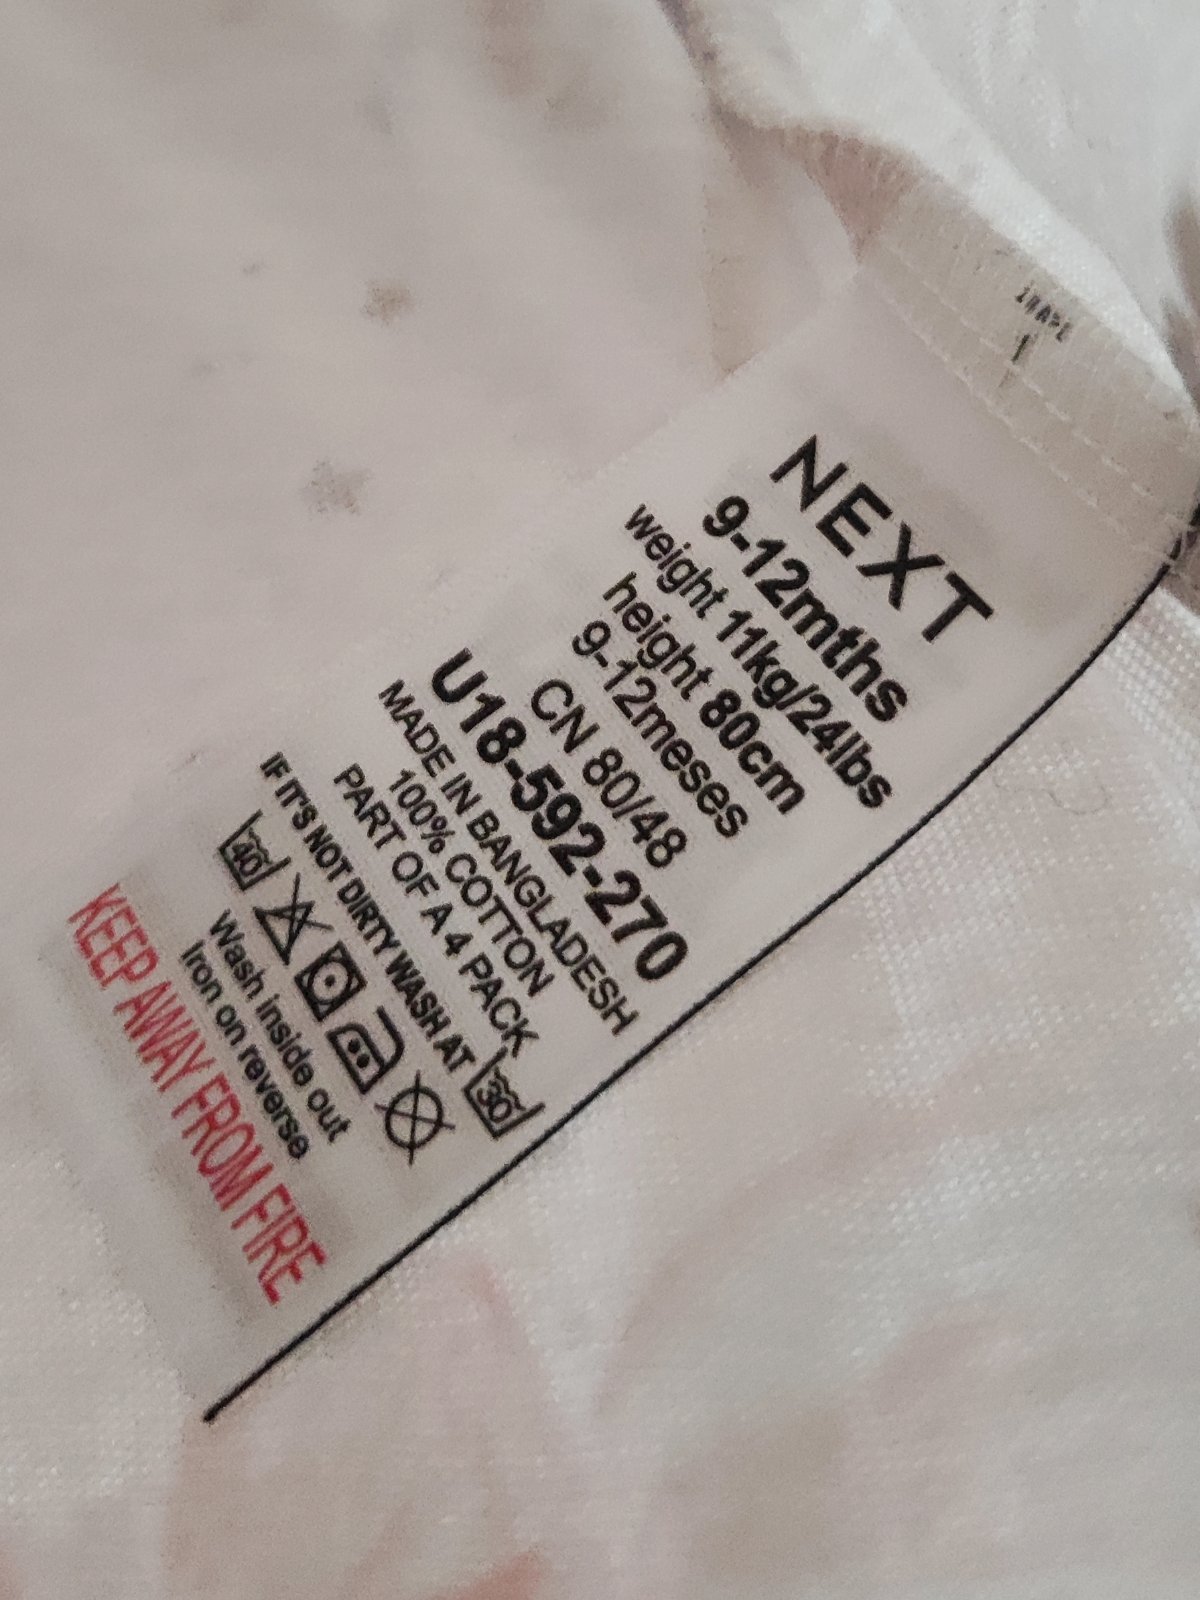 NEXT
9-12mths
weight 11kg/24lbs
height 80cm
9-12meses
CN 80/48
U18-592-270
MADE IN BANGLADESH
100% COTTON
PART OF A 4 PACK
IF IT'S NOT DIRTY WASH AT 30
40
Wash inside out
Iron on reverse
KEEP AWAY FROM FIRE